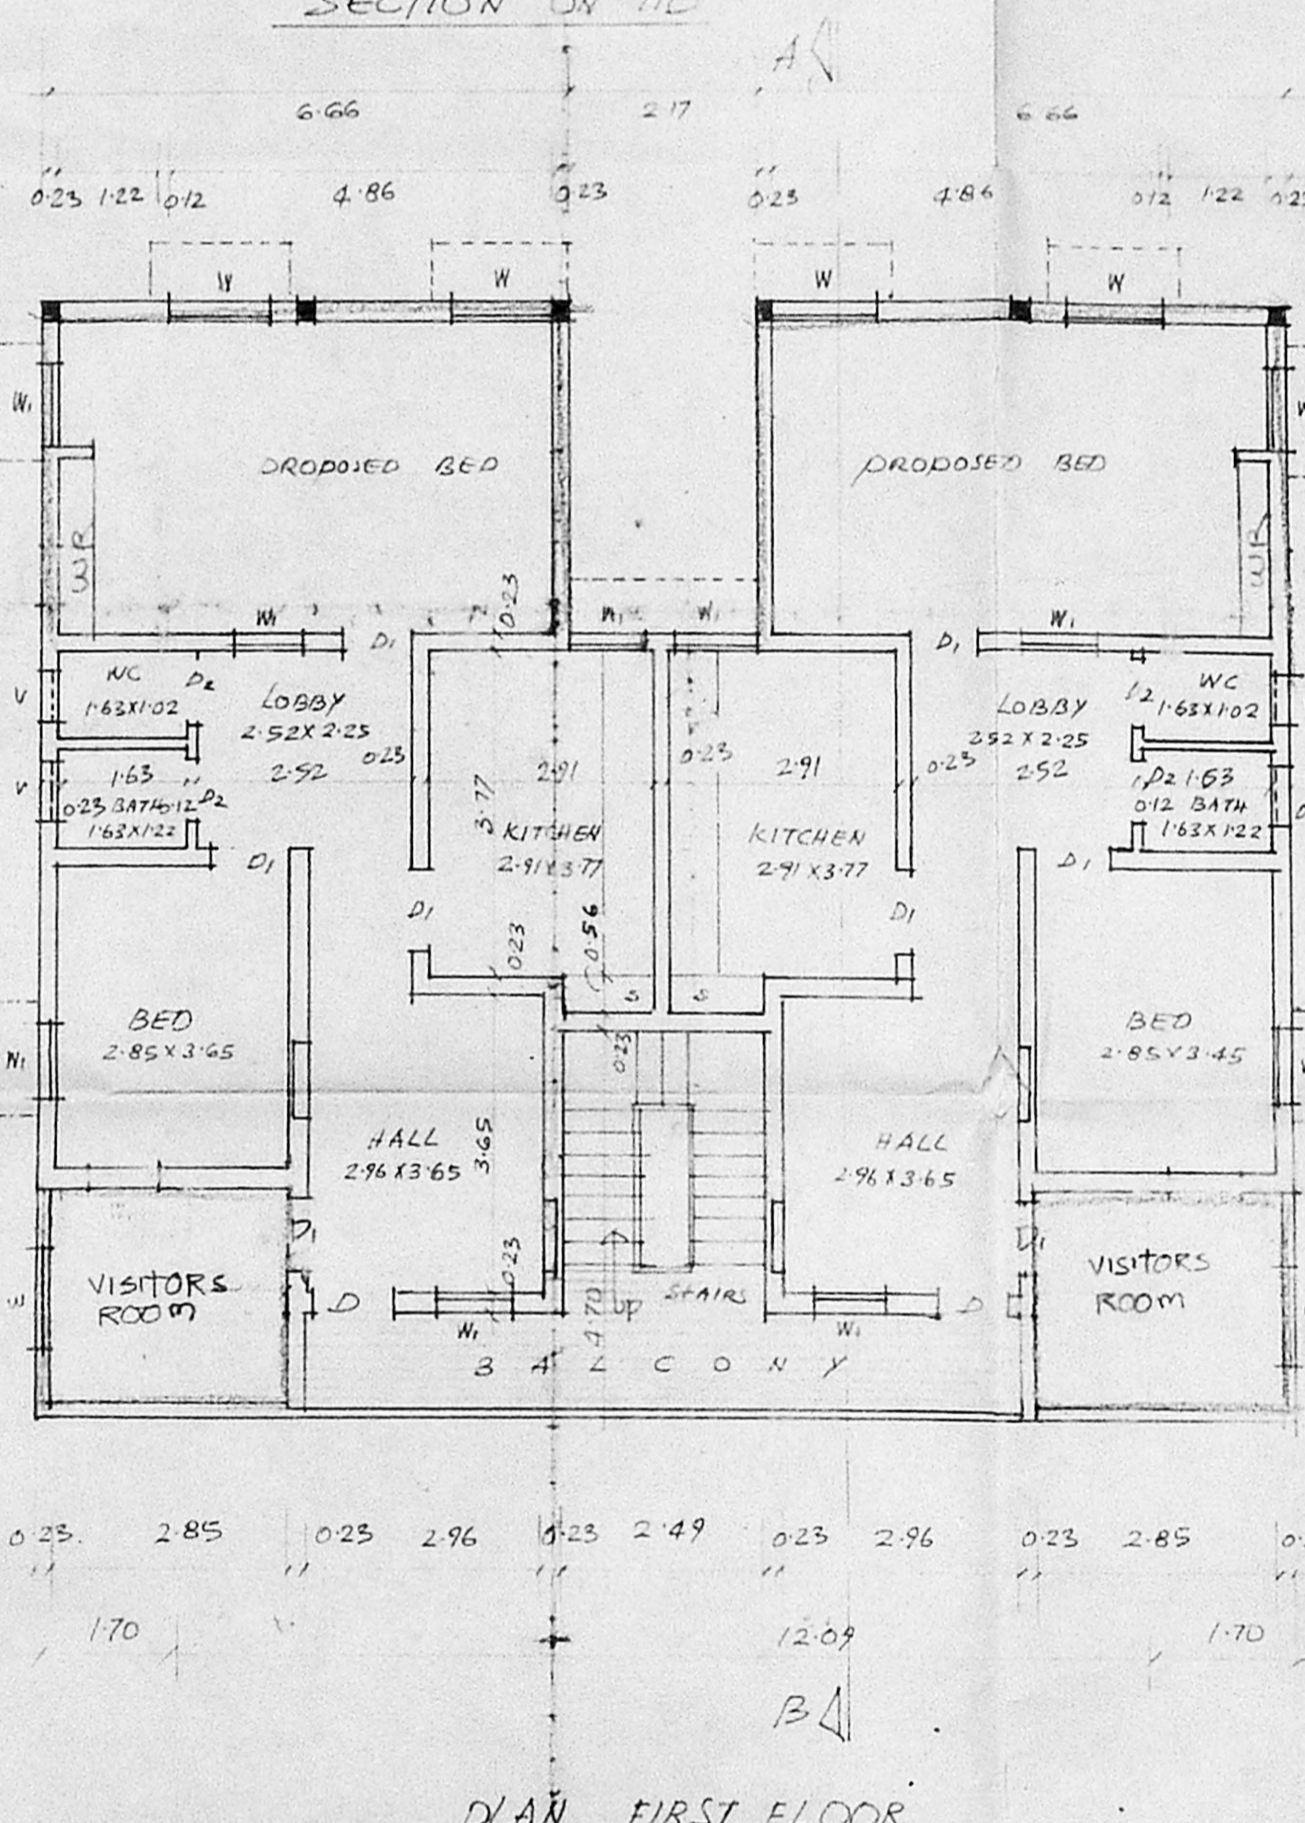 SECTION ON
A
6.66 2.17 6.66
0.23 1.22 0.12 4.86 0.23 0.23 4.86 0.12 1.22
W W W W
W1
PROPOSED BED PROPOSED BED
WR WR
0.23
W1 W1 W1 W1
D1 D1
V WC D2 LOBBY LOBBY WC
1.63X1.02 2.52X2.25 2.52X2.25 1.63X1.02
0.23 0.23 0.23
V 1.63 2.52 2.91 2.91 2.52 D2 1.63
0.23 BATH 0.12 D2 3.77 0.12 BATH
1.63X1.22 KITCHEN KITCHEN 1.63X1.22
D1 2.91X3.77 2.91X3.77 D1
D1 D1
0.23 0.56
S S
BED BED
W1 2.85X3.65 2.85X3.45
0.23
HALL 3.65 HALL
2.96X3.65 2.96X3.65
D1 D1
VISITORS 0.23 VISITORS
ROOM ROOM
W D UP STAIRS D
4.70
W1 W1
BALCONY
0.23 2.85 0.23 2.96 0.23 2.49 0.23 2.96 0.23 2.85
1.70 12.09 1.70
B
PLAN FIRST FLOOR